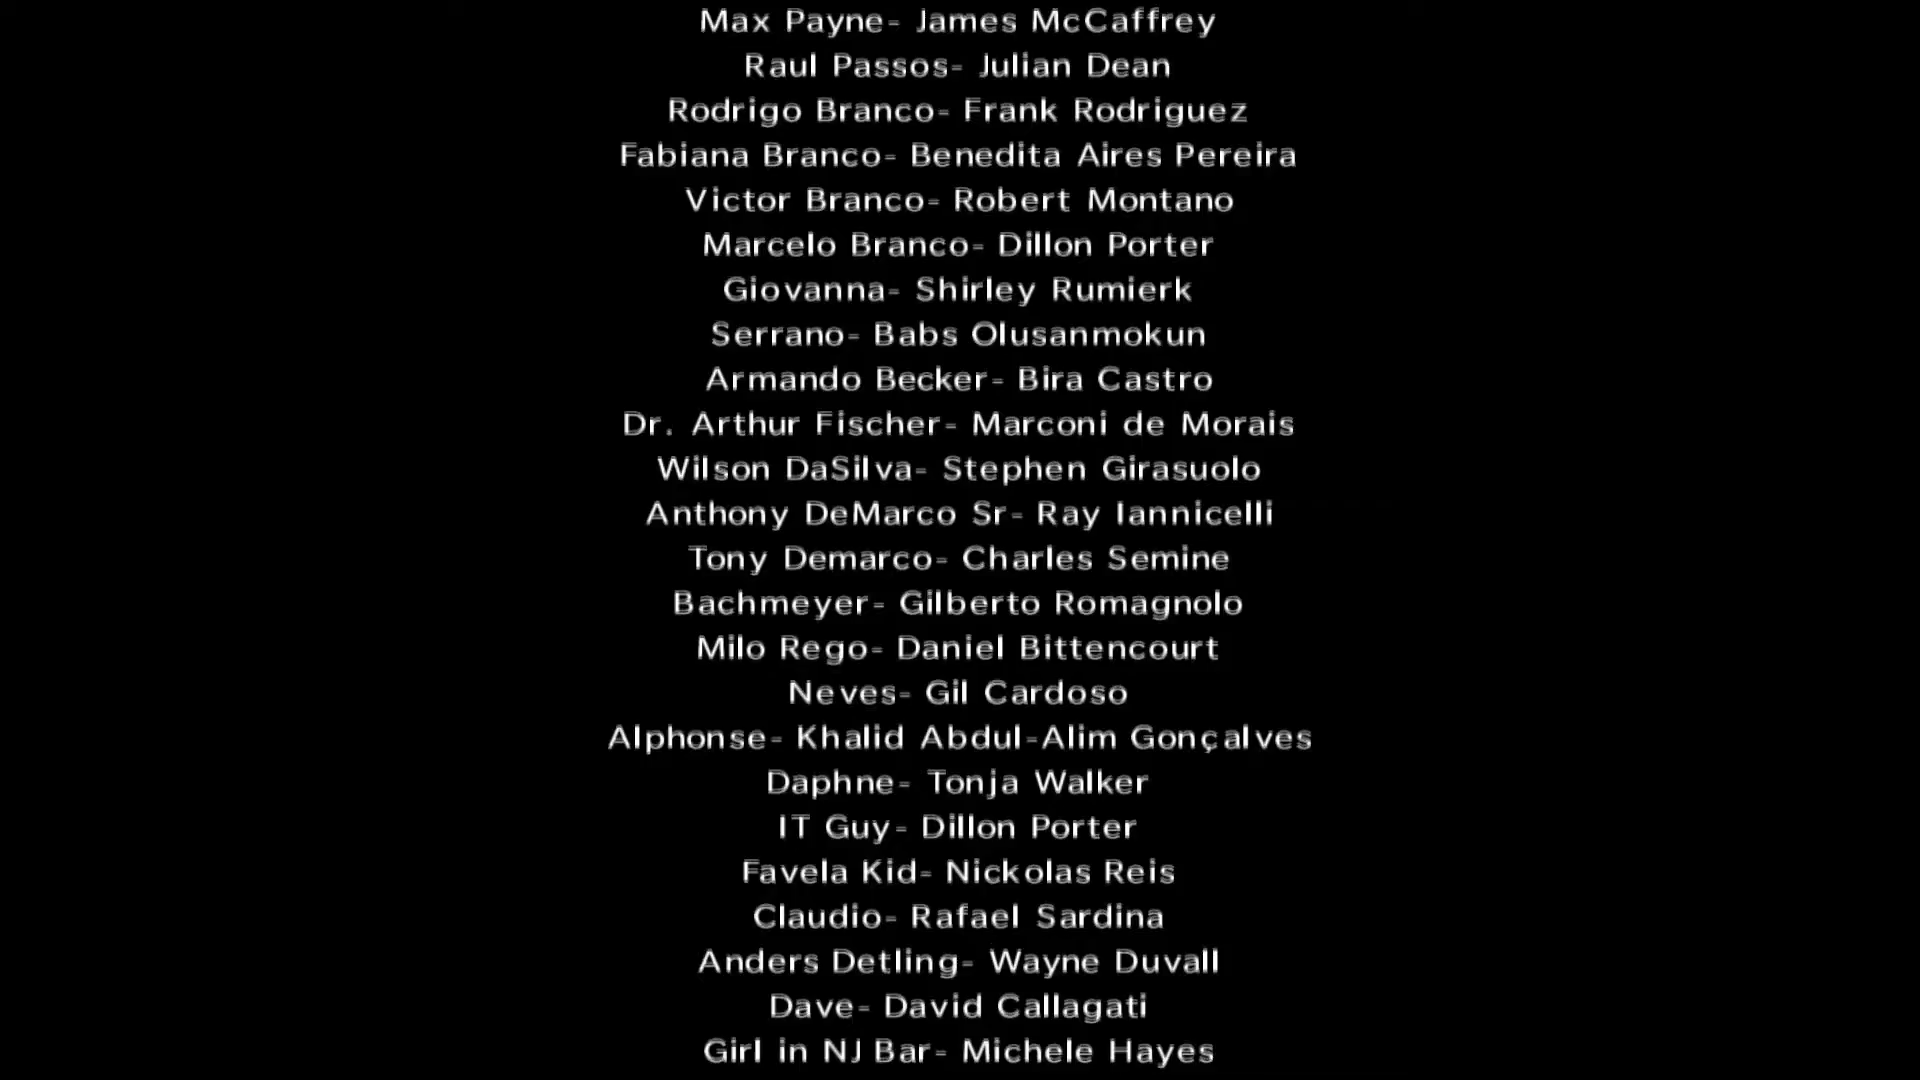 Max Payne- James McCaffrey
Raul Passos- Julian Dean
Rodrigo Branco- Frank Rodriguez
Fabiana Branco- Benedita Aires Pereira
Victor Branco- Robert Montano
Marcelo Branco- Dillon Porter
Giovanna- Shirley Rumierk
Serrano- Babs Olusanmokun
Armando Becker- Bira Castro
Dr. Arthur Fischer- Marconi de Morais
Wilson DaSilva- Stephen Girasuolo
Anthony DeMarco Sr- Ray Iannicelli
Tony Demarco- Charles Semine
Bachmeyer- Gilberto Romagnolo
Milo Rego- Daniel Bittencourt
Neves- Gil Cardoso
Alphonse- Khalid Abdul-Alim Gonçalves
Daphne- Tonja Walker
IT Guy- Dillon Porter
Favela Kid- Nickolas Reis
Claudio- Rafael Sardina
Anders Detling- Wayne Duvall
Dave- David Callagati
Girl in NJ Bar- Michele Hayes